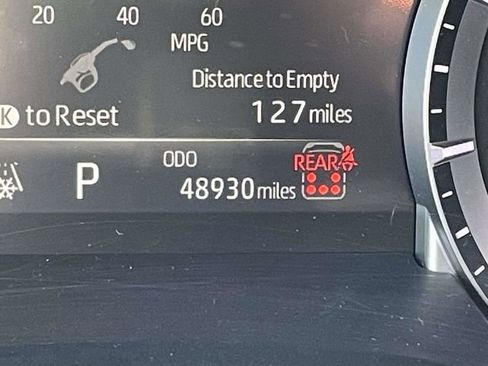 20 40 60
MPG
Distance to Empty
K to Reset 127 miles
P ODO 48930 miles REAR